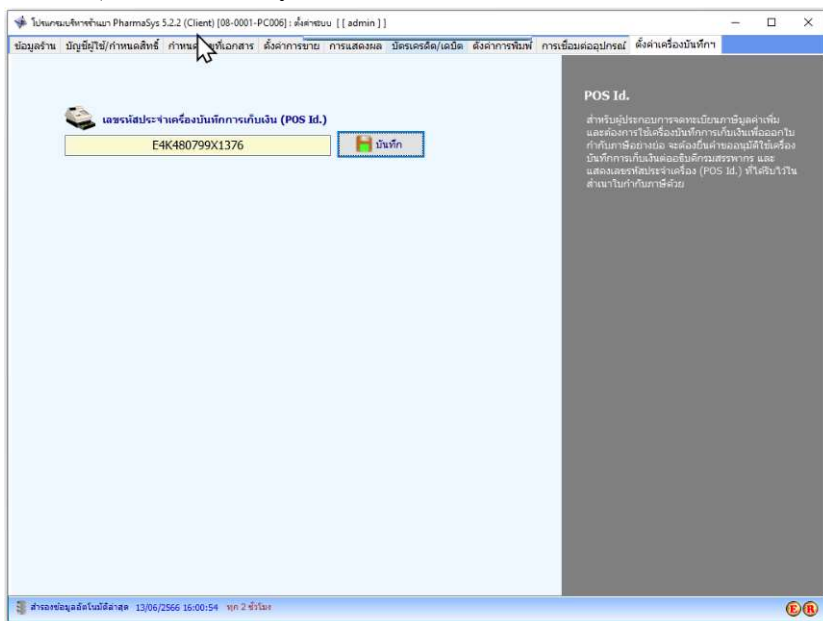 โปรแกรมบริหารร้านยา PharmaSys 5.2.2 (Client) [08-0001-PC006] : ตั้งค่าระบบ [ [ admin ] ]
ข้อมูลร้าน บัญชีผู้ใช้/กำหนดสิทธิ์ กำหนด ที่เอกสาร ตั้งค่าการขาย การแสดงผล บัตรเครดิต/เดบิต ตั้งค่าการพิมพ์ การเชื่อมต่ออุปกรณ์ ตั้งค่าเครื่องบันทึกฯ
เลขรหัสประจำเครื่องบันทึกการเก็บเงิน (POS Id.)
E4K480799X1376 บันทึก
POS Id.
สำหรับผู้ประกอบการจดทะเบียนภาษีมูลค่าเพิ่ม
และต้องการใช้เครื่องบันทึกการเก็บเงินเพื่อออกใบ
กำกับภาษีอย่างย่อ จะต้องยื่นคำขออนุมัติใช้เครื่อง
บันทึกการเก็บเงินต่ออธิบดีกรมสรรพากร และ
แสดงเลขรหัสประจำเครื่อง (POS Id.) ที่ได้รับไว้ใน
สำเนาใบกำกับภาษีด้วย
สำรองข้อมูลอัตโนมัติล่าสุด 13/06/2566 16:00:54 ทุก 2 ชั่วโมง
E R